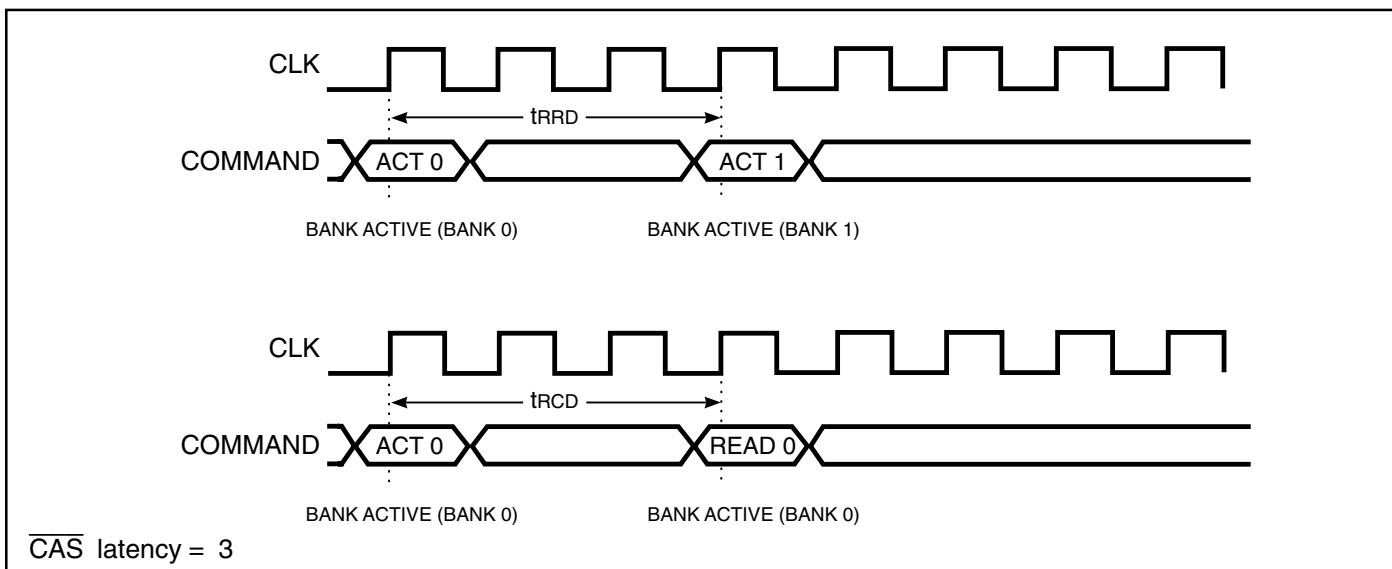 CLK
tRRD
COMMAND ACT 0 ACT 1
BANK ACTIVE (BANK 0) BANK ACTIVE (BANK 1)
CLK
tRCD
COMMAND ACT 0 READ 0
BANK ACTIVE (BANK 0) BANK ACTIVE (BANK 0)
CAS latency = 3